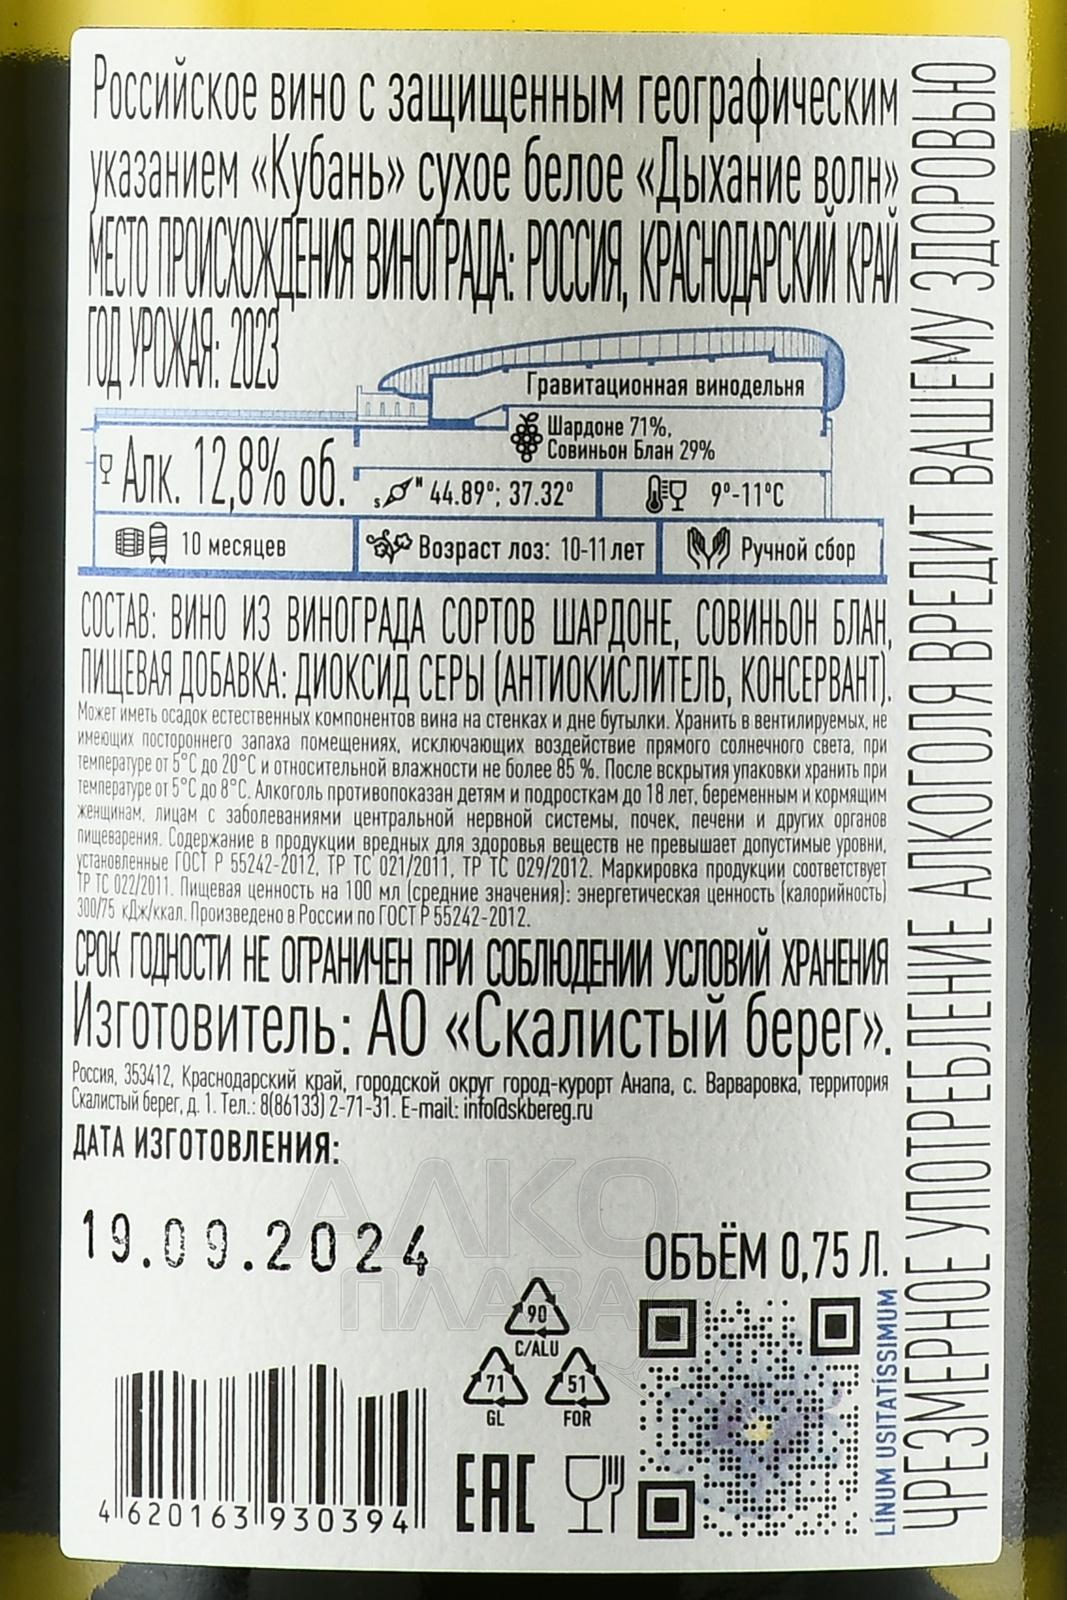 Российское вино с защищенным географическим
указанием «Кубань» сухое белое «Дыхание волн»
МЕСТО ПРОИСХОЖДЕНИЯ ВИНОГРАДА: РОССИЯ, КРАСНОДАРСКИЙ КРАЙ
ГОД УРОЖАЯ: 2023
Гравитационная винодельня
Шардоне 71%,
Совиньон Блан 29%
Алк. 12,8% об.
S N 44.89°; 37.32°
9°-11°C
10 месяцев
Возраст лоз: 10-11 лет
Ручной сбор
СОСТАВ: ВИНО ИЗ ВИНОГРАДА СОРТОВ ШАРДОНЕ, СОВИНЬОН БЛАН,
ПИЩЕВАЯ ДОБАВКА: ДИОКСИД СЕРЫ (АНТИОКИСЛИТЕЛЬ, КОНСЕРВАНТ).
Может иметь осадок естественных компонентов вина на стенках и дне бутылки. Хранить в вентилируемых, не
имеющих постороннего запаха помещениях, исключающих воздействие прямого солнечного света, при
температуре от 5°С до 20°С и относительной влажности не более 85 %. После вскрытия упаковки хранить при
температуре от 5°С до 8°С. Алкоголь противопоказан детям и подросткам до 18 лет, беременным и кормящим
женщинам, лицам с заболеваниями центральной нервной системы, почек, печени и других органов
пищеварения. Содержание в продукции вредных для здоровья веществ не превышает допустимые уровни,
установленные ГОСТ Р 55242-2012, ТР ТС 021/2011, ТР ТС 029/2012. Маркировка продукции соответствует
ТР ТС 022/2011. Пищевая ценность на 100 мл (средние значения): энергетическая ценность (калорийность)
300/75 кДж/ккал. Произведено в России по ГОСТ Р 55242-2012.
СРОК ГОДНОСТИ НЕ ОГРАНИЧЕН ПРИ СОБЛЮДЕНИИ УСЛОВИЙ ХРАНЕНИЯ
Изготовитель: АО «Скалистый берег».
Россия, 353412, Краснодарский край, городской округ город-курорт Анапа, с. Варваровка, территория
Скалистый берег, д. 1. Тел.: 8(86133) 2-71-31. E-mail: info@skbereg.ru
ДАТА ИЗГОТОВЛЕНИЯ:
19.09.2024
ОБЪЁМ 0,75 Л.
АЛКО
ПЛАВА
90
C/ALU
71
GL
51
FOR
EAC
4 620163 930394
LÍNUM USITATÍSSIMUM
ЧРЕЗМЕРНОЕ УПОТРЕБЛЕНИЕ АЛКОГОЛЯ ВРЕДИТ ВАШЕМУ ЗДОРОВЬЮ